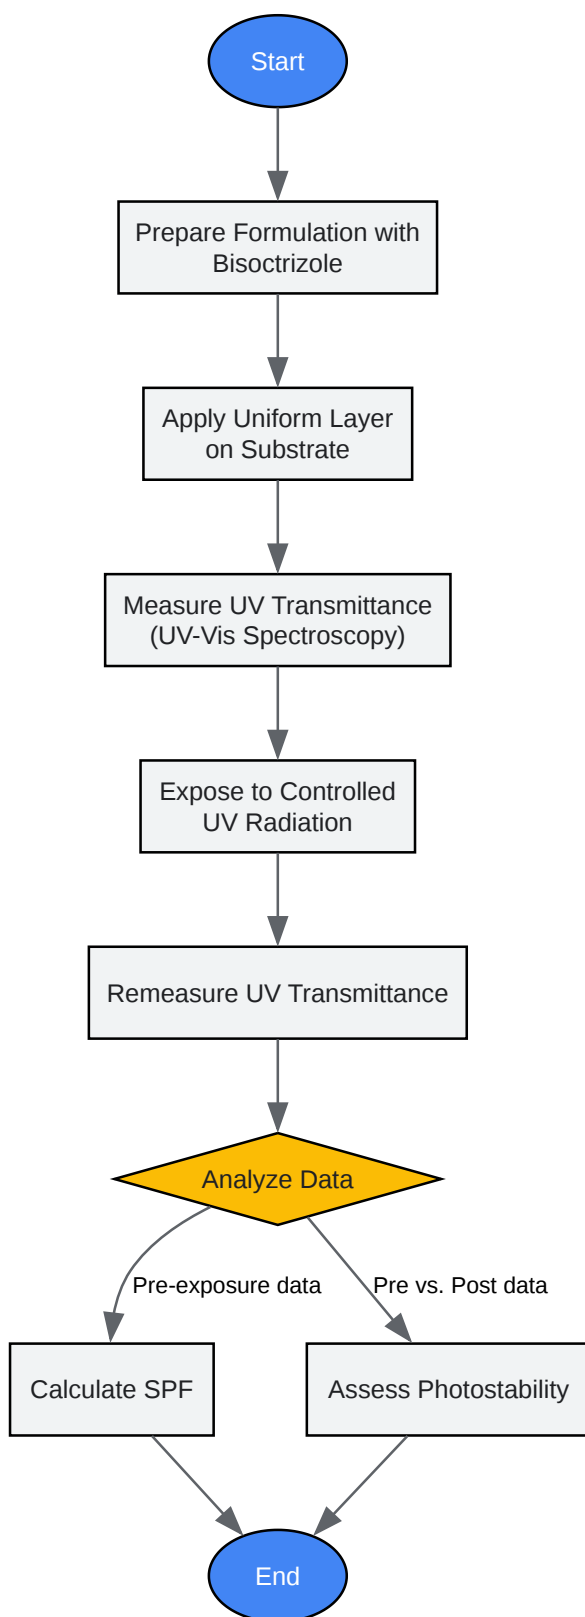 Start
Prepare Formulation with
Bisoctrizole
Apply Uniform Layer
on Substrate
Measure UV Transmittance
(UV-Vis Spectroscopy)
Expose to Controlled
UV Radiation
Remeasure UV Transmittance
Analyze Data
Pre-exposure data
Pre vs. Post data
Calculate SPF
Assess Photostability
End